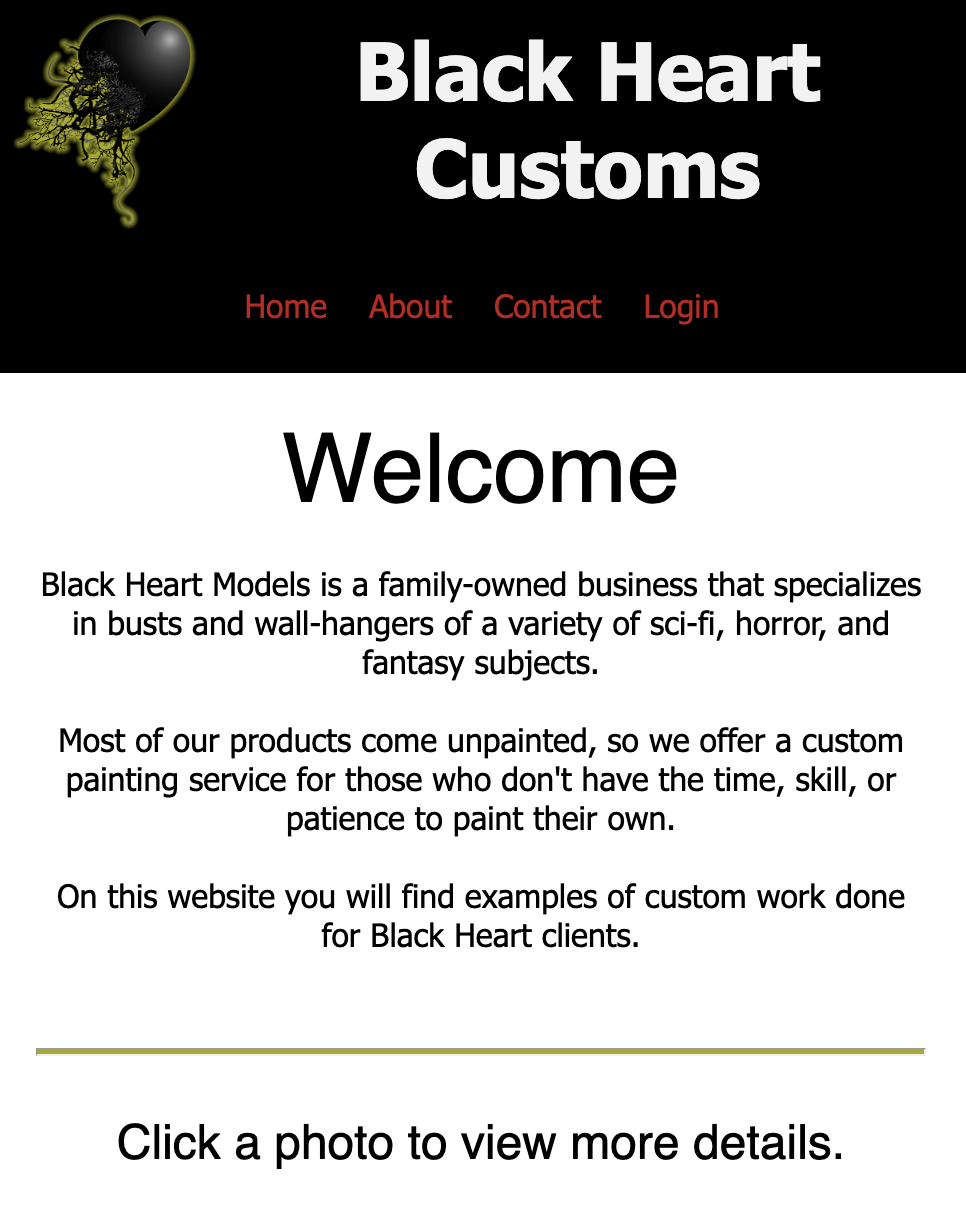 Black Heart
Customs
Home About Contact Login
Welcome
Black Heart Models is a family-owned business that specializes
in busts and wall-hangers of a variety of sci-fi, horror, and
fantasy subjects.
Most of our products come unpainted, so we offer a custom
painting service for those who don't have the time, skill, or
patience to paint their own.
On this website you will find examples of custom work done
for Black Heart clients.
Click a photo to view more details.